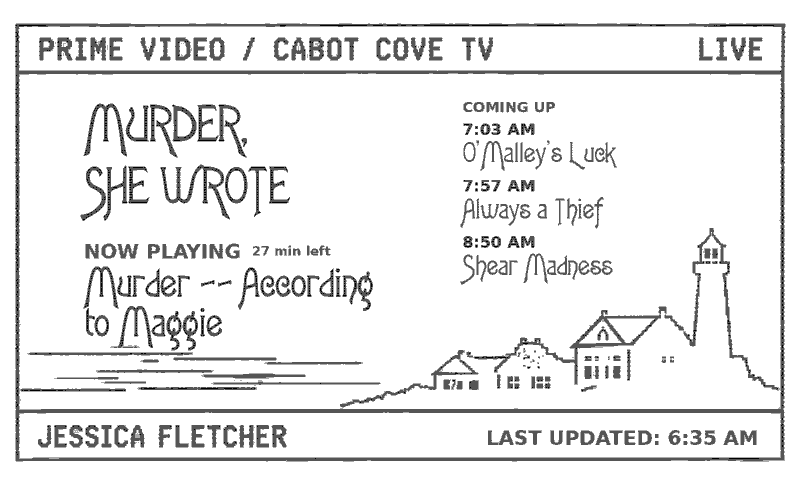 PRIME VIDEO / CABOT COVE TV
LIVE
MURDER,
SHE WROTE
NOW PLAYING 27 min left
Murder -- According
to Maggie
COMING UP
7:03 AM
O'Malley's Luck
7:57 AM
Always a Thief
8:50 AM
Shear Madness
JESSICA FLETCHER
LAST UPDATED: 6:35 AM